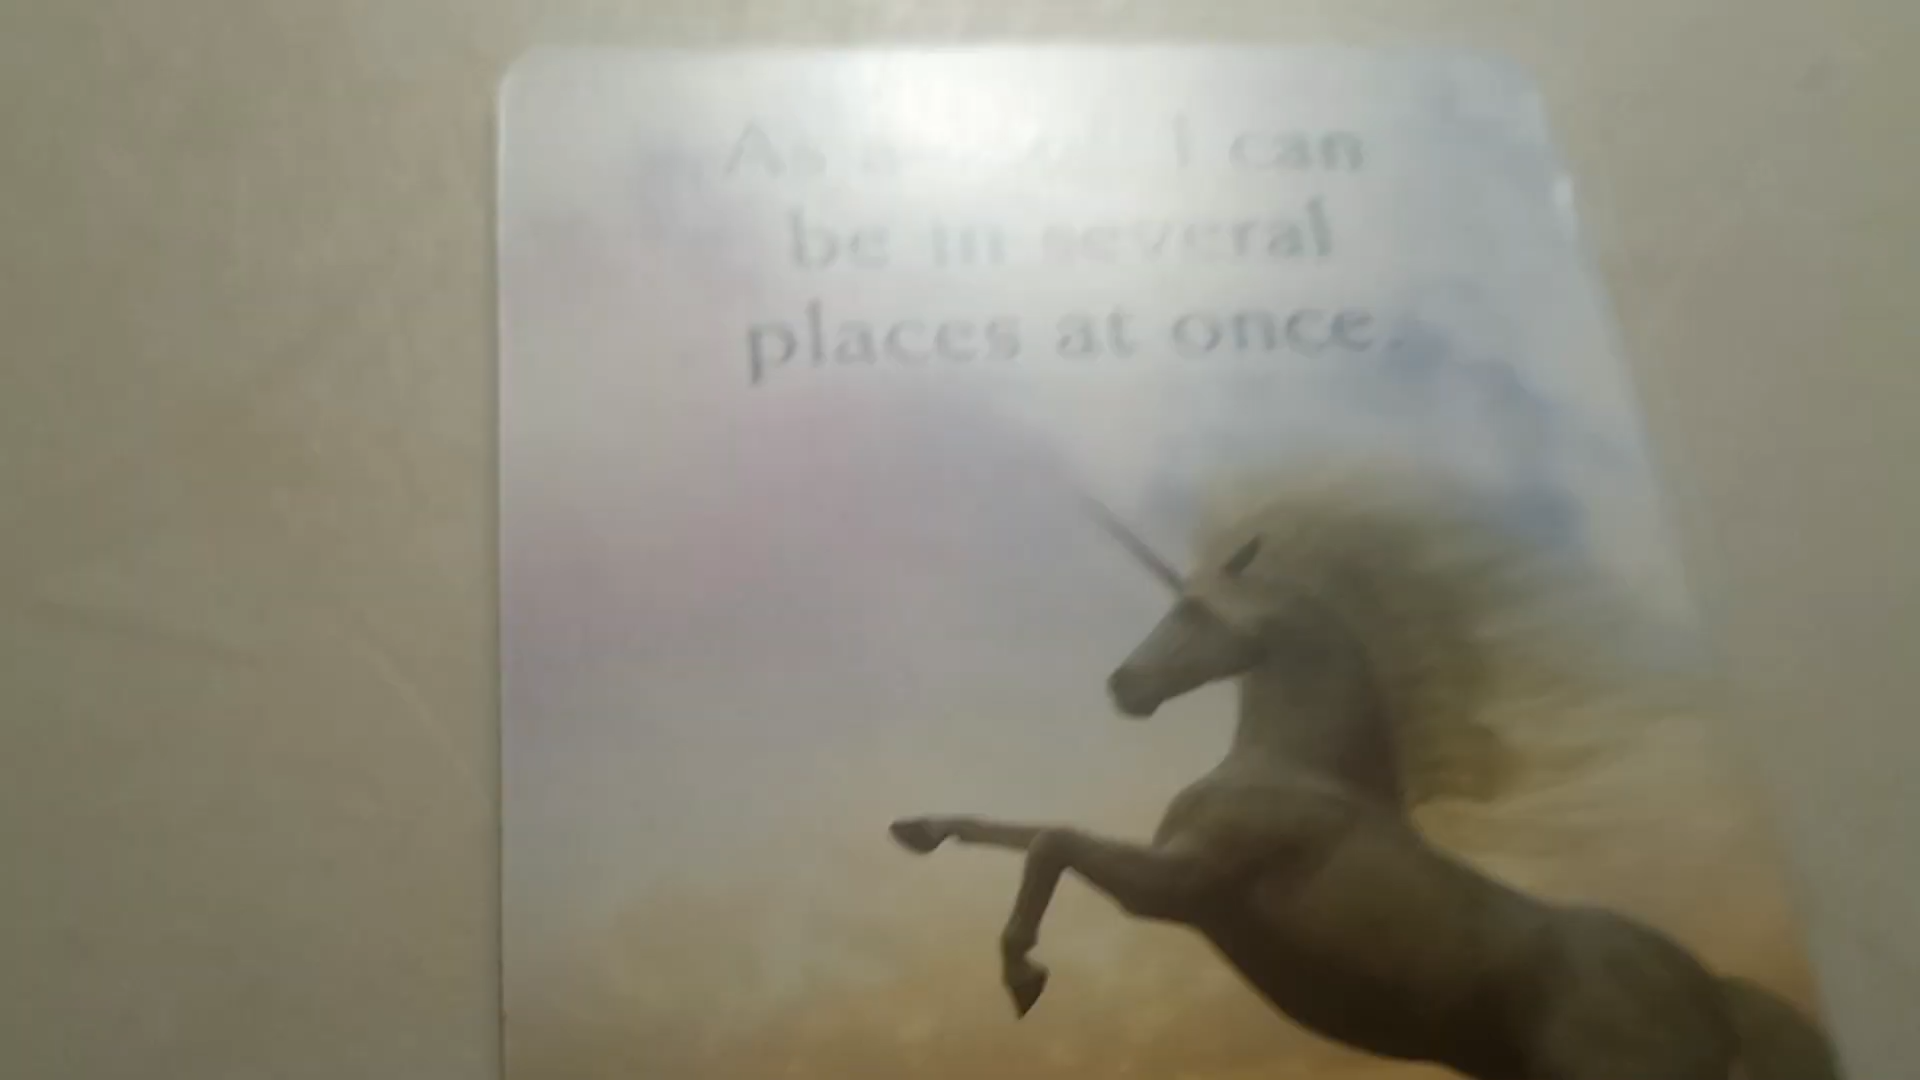 As I can
be in several
places at once.